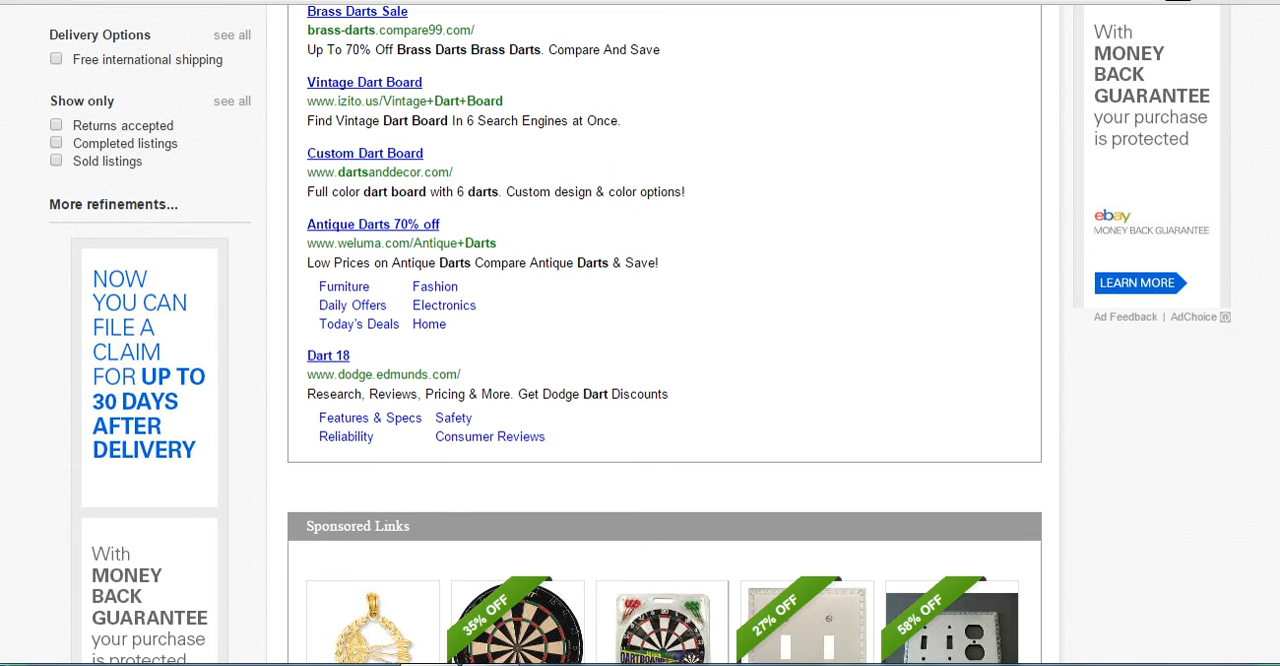 Delivery Options see all
Free international shipping
Show only see all
Returns accepted
Completed listings
Sold listings
More refinements...
NOW
YOU CAN
FILE A
CLAIM
FOR UP TO
30 DAYS
AFTER
DELIVERY
With
MONEY
BACK
GUARANTEE
your purchase
is protected
Brass Darts Sale
brass-darts.compare99.com/
Up To 70% Off Brass Darts Brass Darts. Compare And Save
Vintage Dart Board
www.izito.us/Vintage+Dart+Board
Find Vintage Dart Board In 6 Search Engines at Once.
Custom Dart Board
www.dartsanddecor.com/
Full color dart board with 6 darts. Custom design & color options!
Antique Darts 70% off
www.weluma.com/Antique+Darts
Low Prices on Antique Darts Compare Antique Darts & Save!
Furniture Fashion
Daily Offers Electronics
Today's Deals Home
Dart 18
www.dodge.edmunds.com/
Research, Reviews, Pricing & More. Get Dodge Dart Discounts
Features & Specs Safety
Reliability Consumer Reviews
Sponsored Links
35% OFF
DARTBOARD
27% OFF
58% OFF
With
MONEY
BACK
GUARANTEE
your purchase
is protected
ebay
MONEY BACK GUARANTEE
LEARN MORE
Ad Feedback | AdChoice